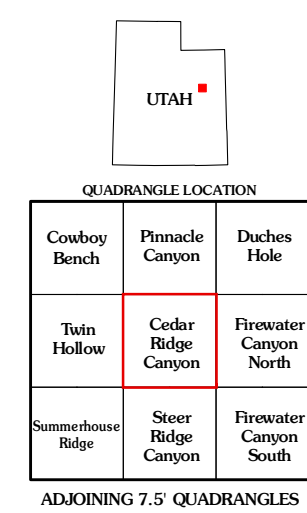 UTAH
QUADRANGLE LOCATION
Cowboy
Bench
Pinnacle
Canyon
Duches
Hole
Twin
Hollow
Cedar
Ridge
Canyon
Firewater
Canyon
North
Summerhouse
Ridge
Steer
Ridge
Canyon
Firewater
Canyon
South
ADJOINING 7.5' QUADRANGLES